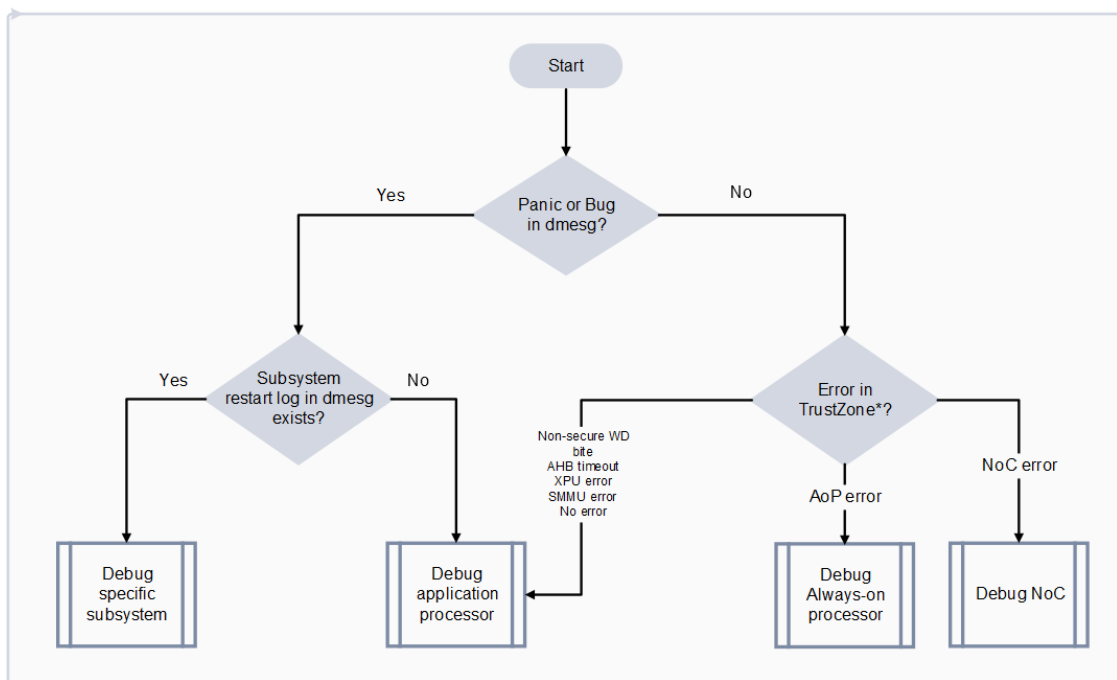 Start
Panic or Bug
in dmesg?
Yes
No
Subsystem
restart log in dmesg
exists?
Yes
No
Error in
TrustZone*?
Non-secure WD
bite
AHB timeout
XPU error
SMMU error
No error
AoP error
NoC error
Debug
specific
subsystem
Debug
application
processor
Debug
Always-on
processor
Debug NoC